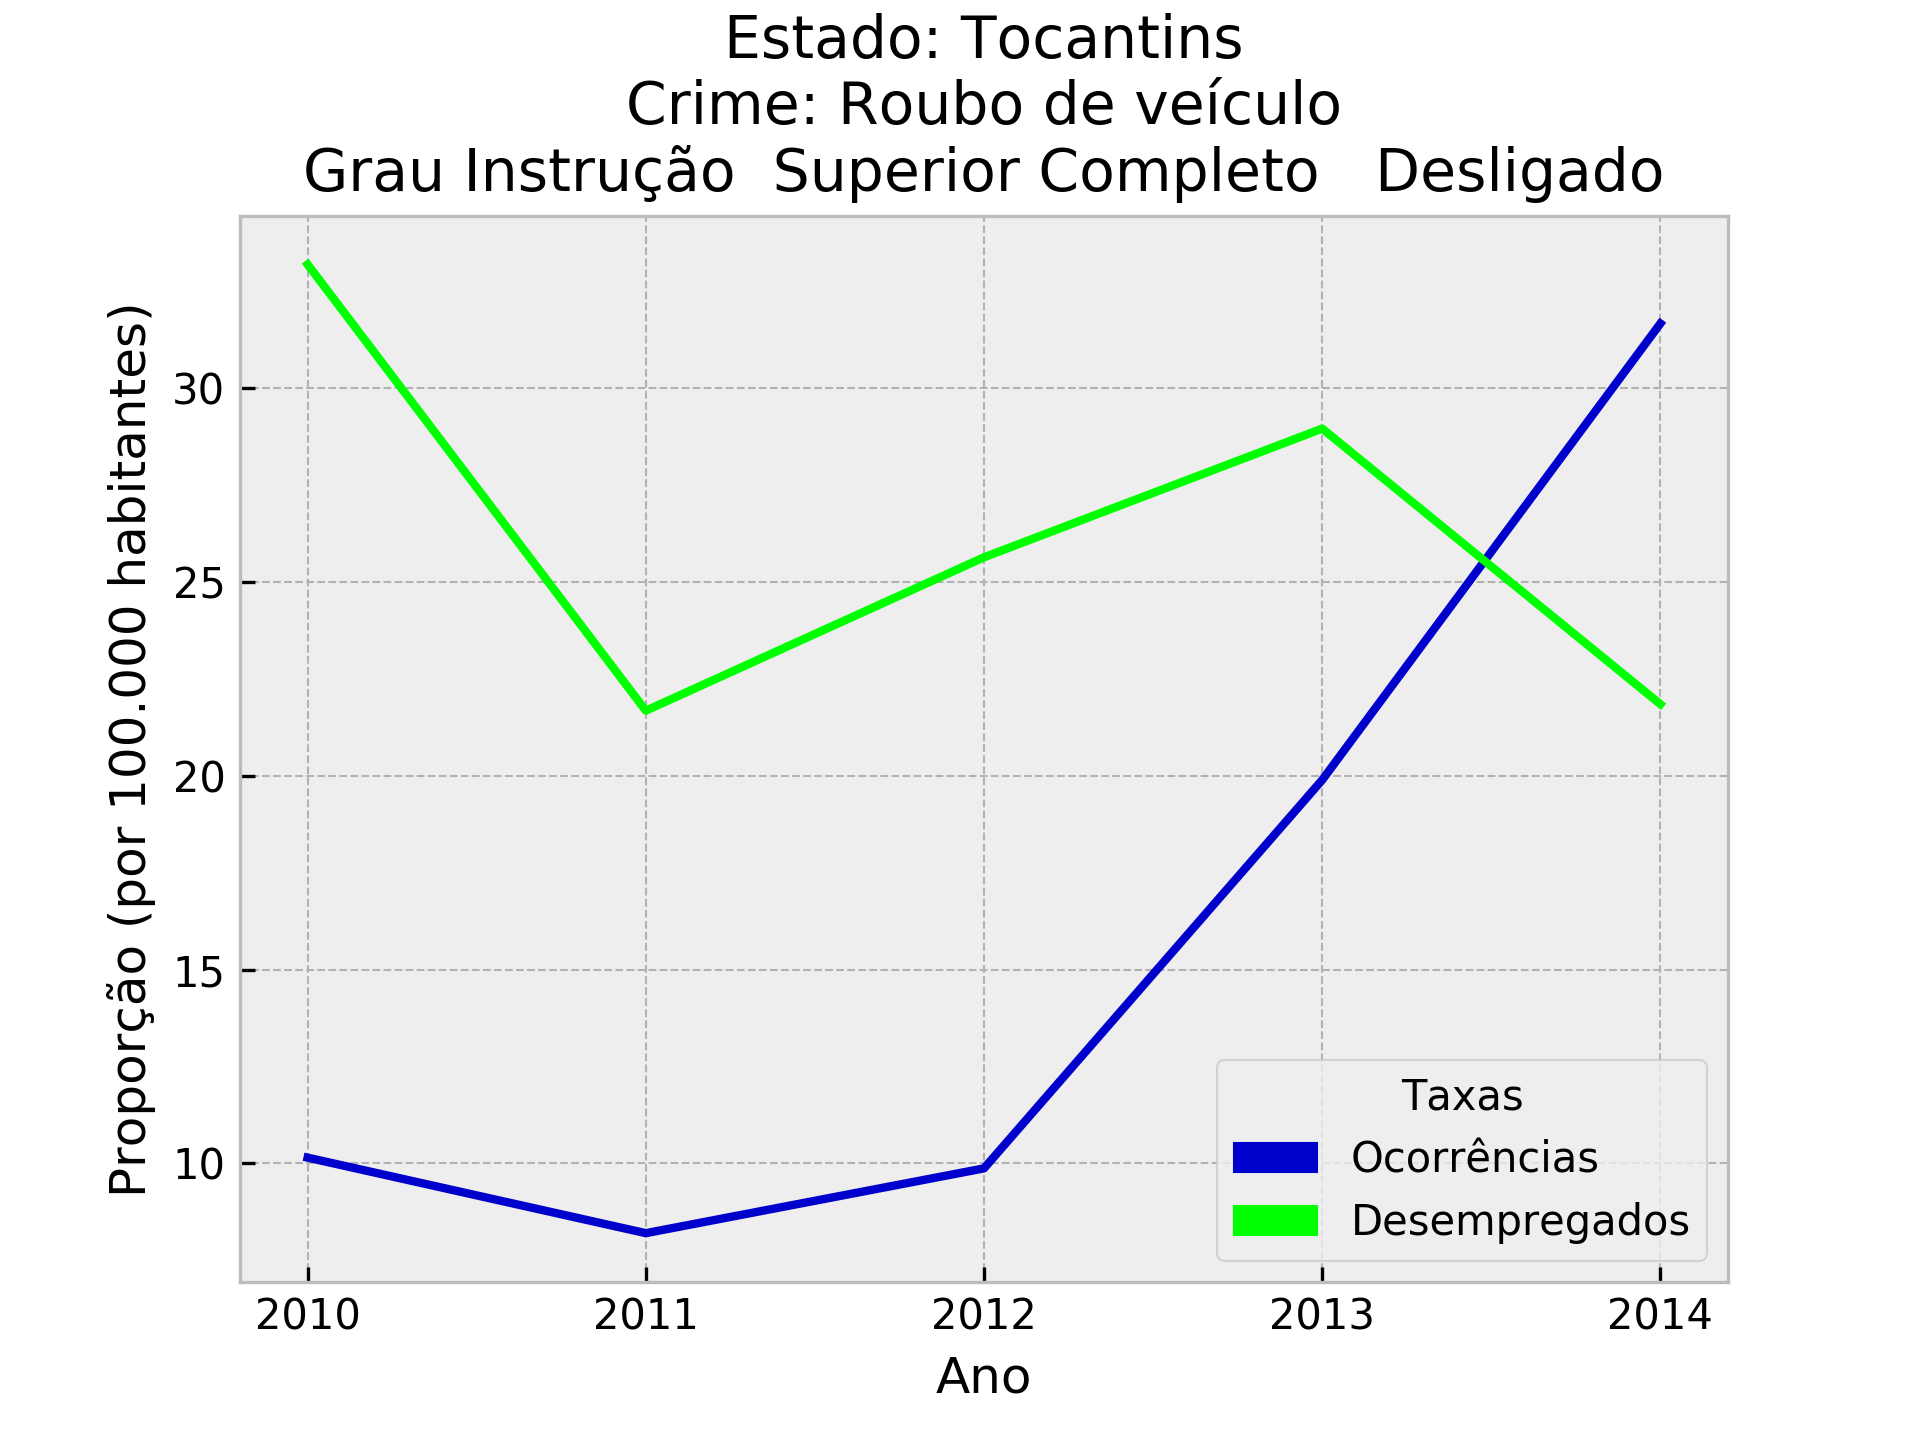 Estado: Tocantins
Crime: Roubo de veículo
Grau Instrução  Superior Completo   Desligado
Proporção (por 100.000 habitantes)
30
25
20
15
10
Taxas
Ocorrências
Desempregados
2010 2011 2012 2013 2014
Ano